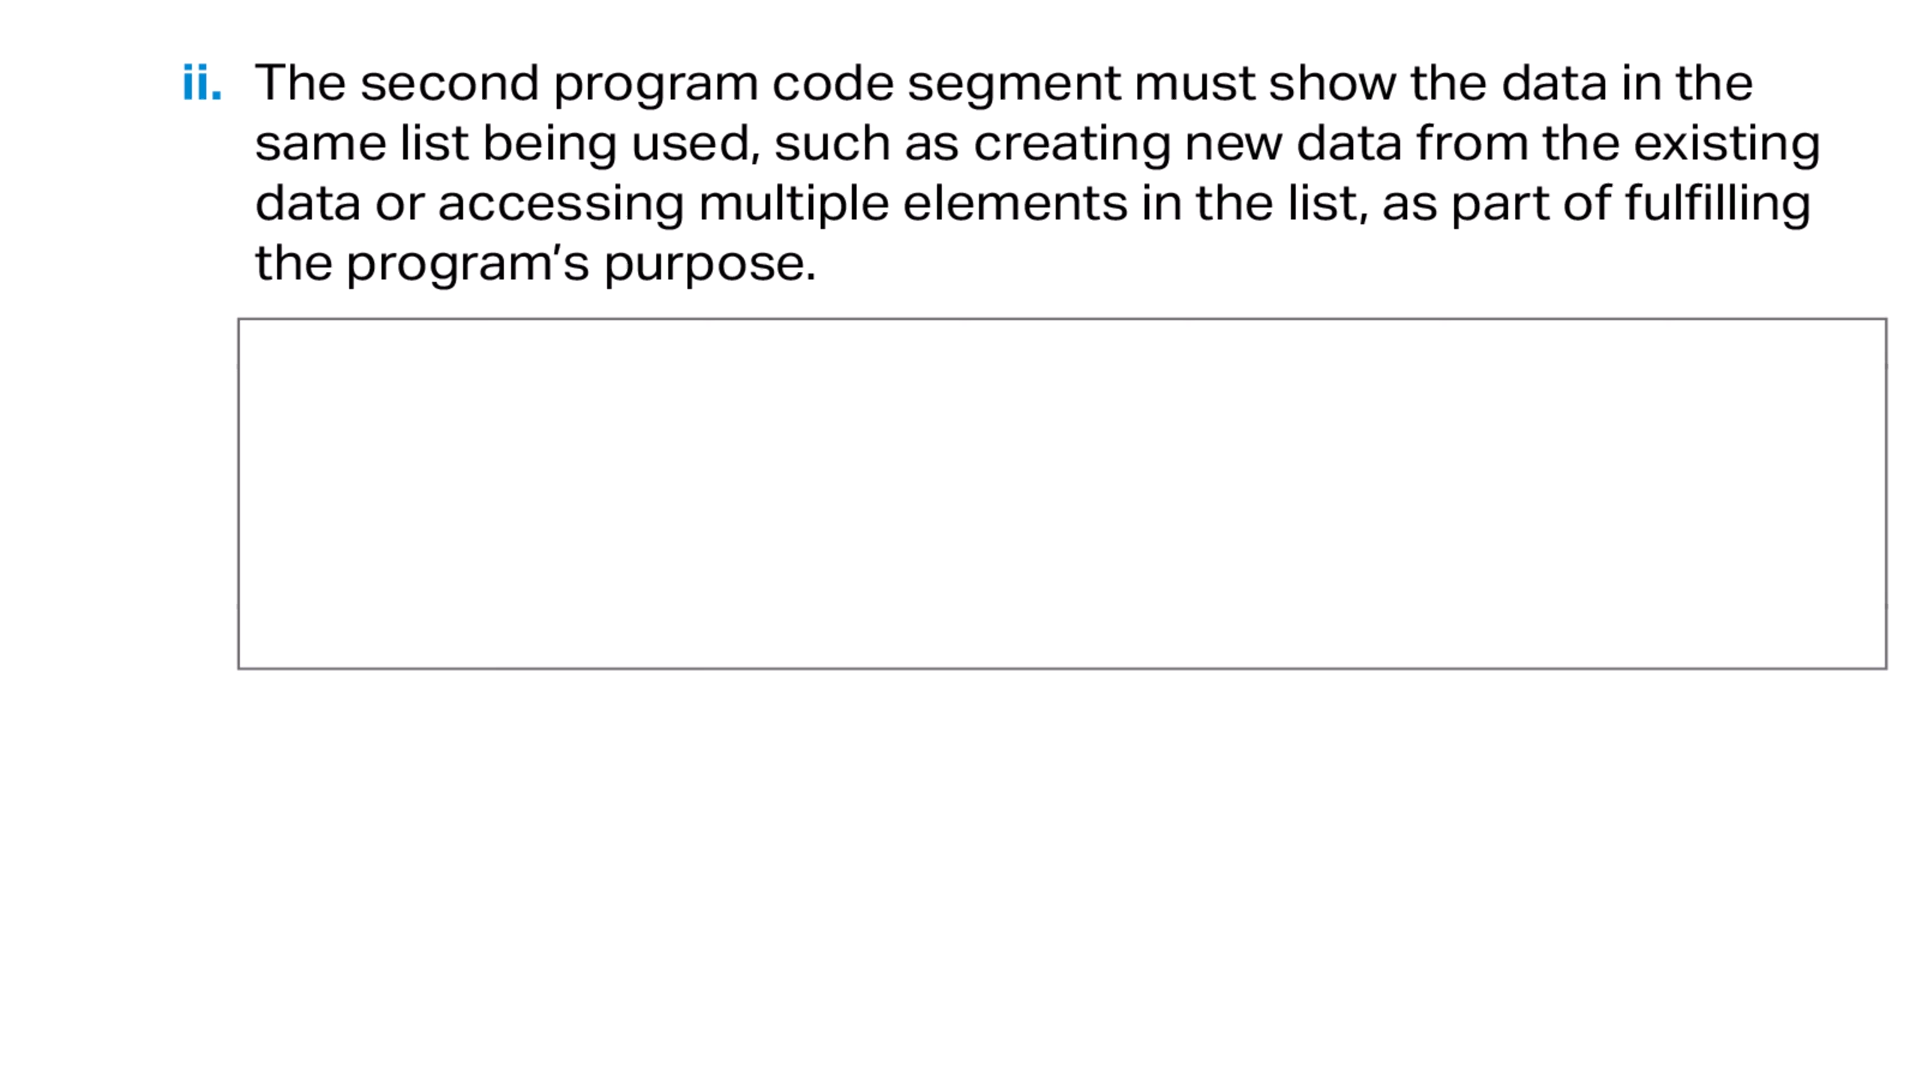 ii. The second program code segment must show the data in the
same list being used, such as creating new data from the existing
data or accessing multiple elements in the list, as part of fulfilling
the program’s purpose.